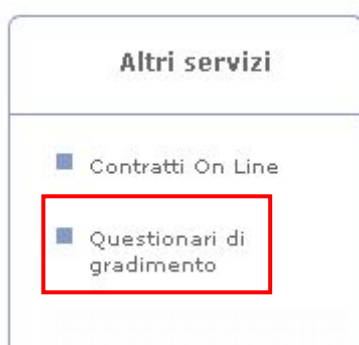 Altri servizi
Contratti On Line
Questionari di
gradimento